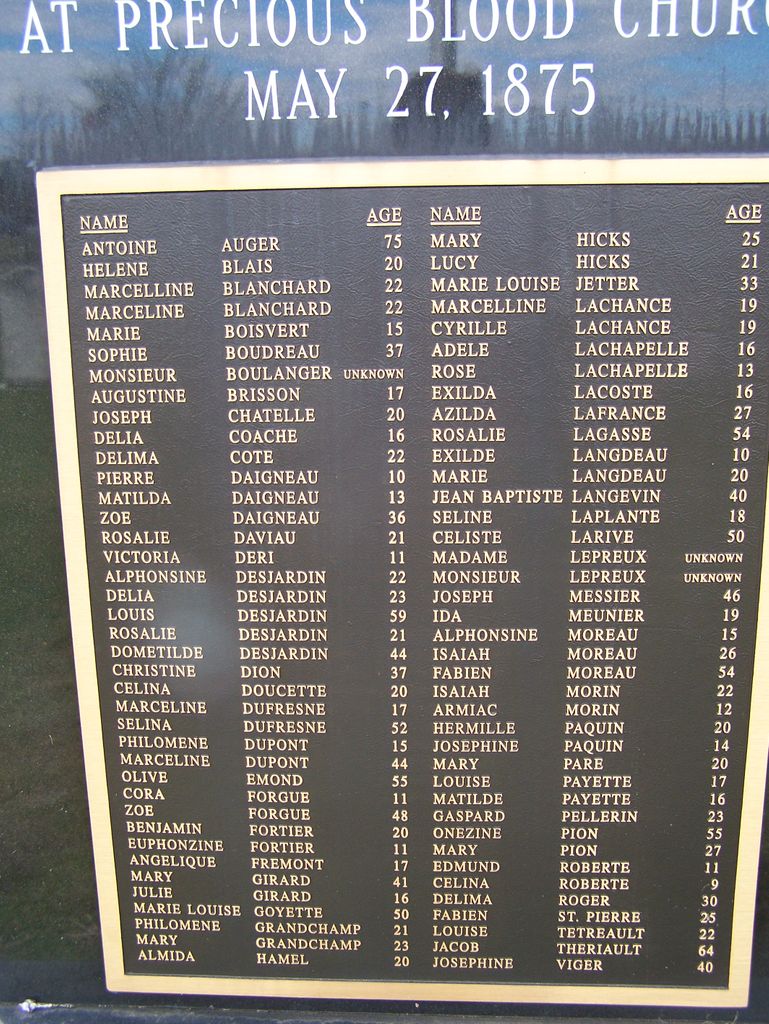 AT PRECIOUS BLOOD CHURC
MAY 27, 1875
NAME AGE
ANTOINE AUGER 75
HELENE BLAIS 20
MARCELLINE BLANCHARD 22
MARCELINE BLANCHARD 22
MARIE BOISVERT 15
SOPHIE BOUDREAU 37
MONSIEUR BOULANGER UNKNOWN
AUGUSTINE BRISSON 17
JOSEPH CHATELLE 20
DELIA COACHE 16
DELIMA COTE 22
PIERRE DAIGNEAU 10
MATILDA DAIGNEAU 13
ZOE DAIGNEAU 36
ROSALIE DAVIAU 21
VICTORIA DERI 11
ALPHONSINE DESJARDIN 22
DELIA DESJARDIN 23
LOUIS DESJARDIN 59
ROSALIE DESJARDIN 21
DOMETILDE DESJARDIN 44
CHRISTINE DION 37
CELINA DOUCETTE 20
MARCELINE DUFRESNE 17
SELINA DUFRESNE 52
PHILOMENE DUPONT 15
MARCELINE DUPONT 44
OLIVE EMOND 55
CORA FORGUE 11
ZOE FORGUE 48
BENJAMIN FORTIER 20
EUPHONZINE FORTIER 11
ANGELIQUE FREMONT 17
MARY GIRARD 41
JULIE GIRARD 16
MARIE LOUISE GOYETTE 50
PHILOMENE GRANDCHAMP 21
MARY GRANDCHAMP 23
ALMIDA HAMEL 20
NAME AGE
MARY HICKS 25
LUCY HICKS 21
MARIE LOUISE JETTER 33
MARCELLINE LACHANCE 19
CYRILLE LACHANCE 19
ADELE LACHAPELLE 16
ROSE LACHAPELLE 13
EXILDA LACOSTE 16
AZILDA LAFRANCE 27
ROSALIE LAGASSE 54
EXILDE LANGDEAU 10
MARIE LANGDEAU 20
JEAN BAPTISTE LANGEVIN 40
SELINE LAPLANTE 18
CELISTE LARIVE 50
MADAME LEPREUX UNKNOWN
MONSIEUR LEPREUX UNKNOWN
JOSEPH MESSIER 46
IDA MEUNIER 19
ALPHONSINE MOREAU 15
ISAIAH MOREAU 26
FABIEN MOREAU 54
ISAIAH MORIN 22
ARMIAC MORIN 12
HERMILLE PAQUIN 20
JOSEPHINE PAQUIN 14
MARY PARE 20
LOUISE PAYETTE 17
MATILDE PAYETTE 16
GASPARD PELLERIN 23
ONEZINE PION 55
MARY PION 27
EDMUND ROBERTE 11
CELINA ROBERTE 9
DELIMA ROGER 30
FABIEN ST. PIERRE 25
LOUISE TETREAULT 22
JACOB THERIAULT 64
JOSEPHINE VIGER 40